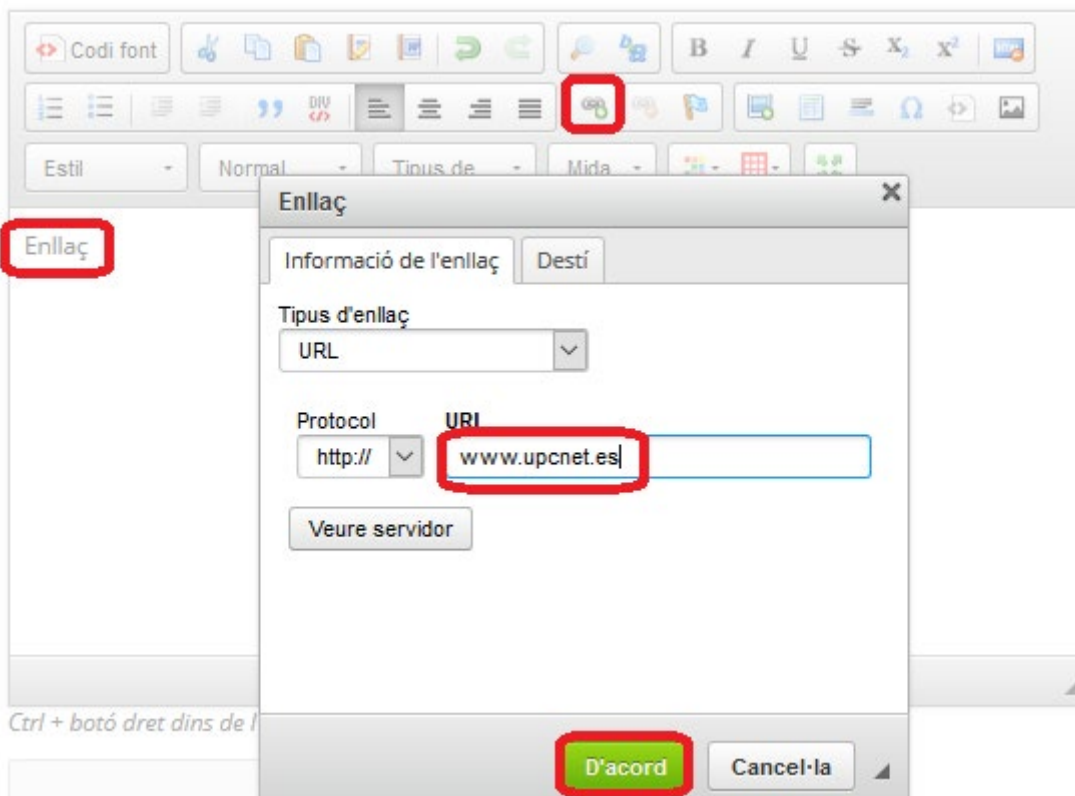 Codi font
B I U S X₂ x²
DIV
Estil Normal Tipus de Mida
Enllaç
Enllaç
Informació de l'enllaç Destí
Tipus d'enllaç
URL
Protocol URL
http:// www.upcnet.es
Veure servidor
Ctrl + botó dret dins de l
D'acord Cancel·la